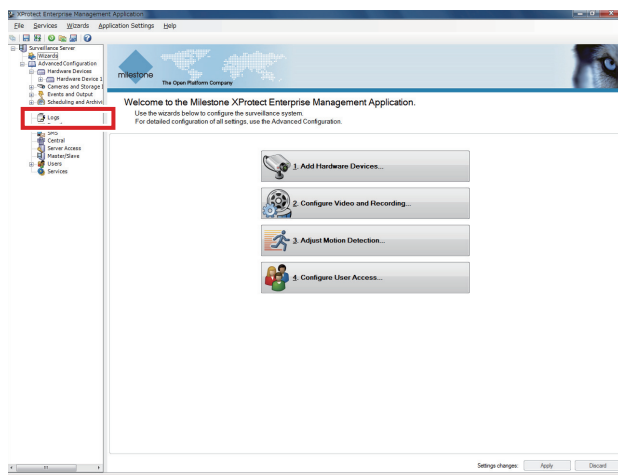 XProtect Enterprise Management Application
File Services Wizards Application Settings Help
Surveillance Server
Wizards
Advanced Configuration
Hardware Devices
Hardware Device 1
Cameras and Storage I
Events and Output
Scheduling and Archivi
Logs
SMS
Central
Server Access
Master/Slave
Users
Services
milestone
The Open Platform Company
Welcome to the Milestone XProtect Enterprise Management Application.
Use the wizards below to configure the surveillance system.
For detailed configuration of all settings, use the Advanced Configuration.
1. Add Hardware Devices...
2. Configure Video and Recording...
3. Adjust Motion Detection...
4. Configure User Access...
Settings changes: Apply Discard